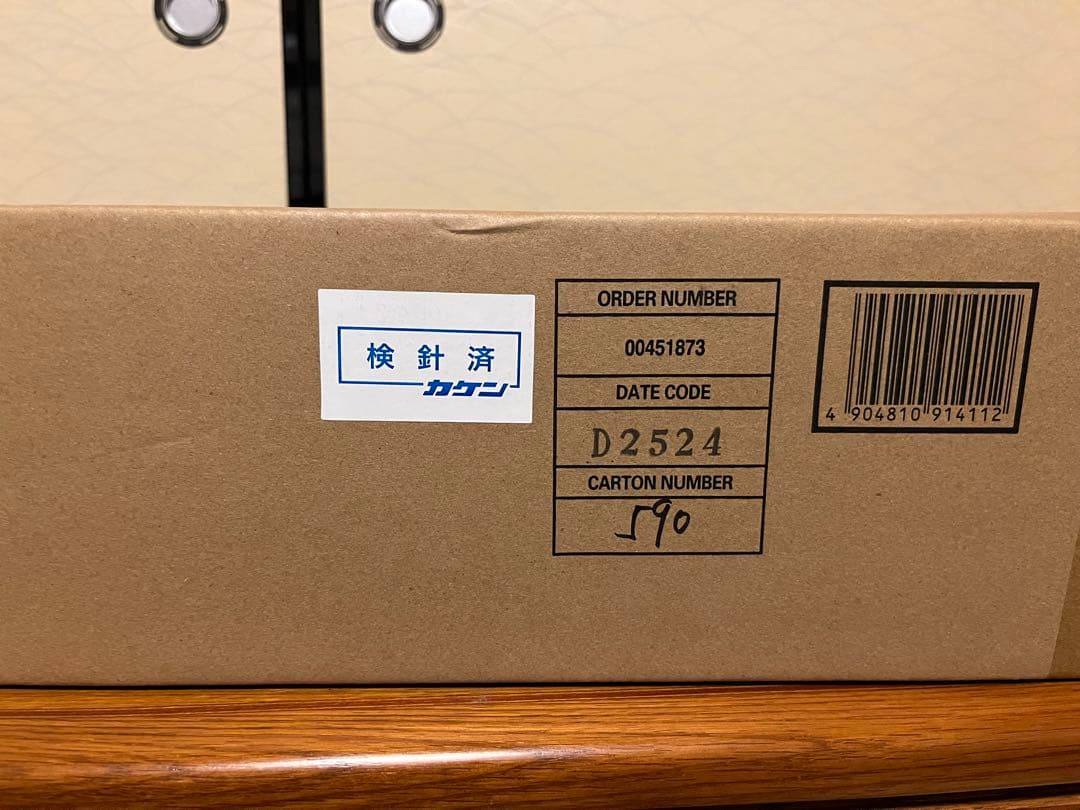 検針済
カケン
ORDER NUMBER
00451873
DATE CODE
D2524
CARTON NUMBER
590
4 904810 914112